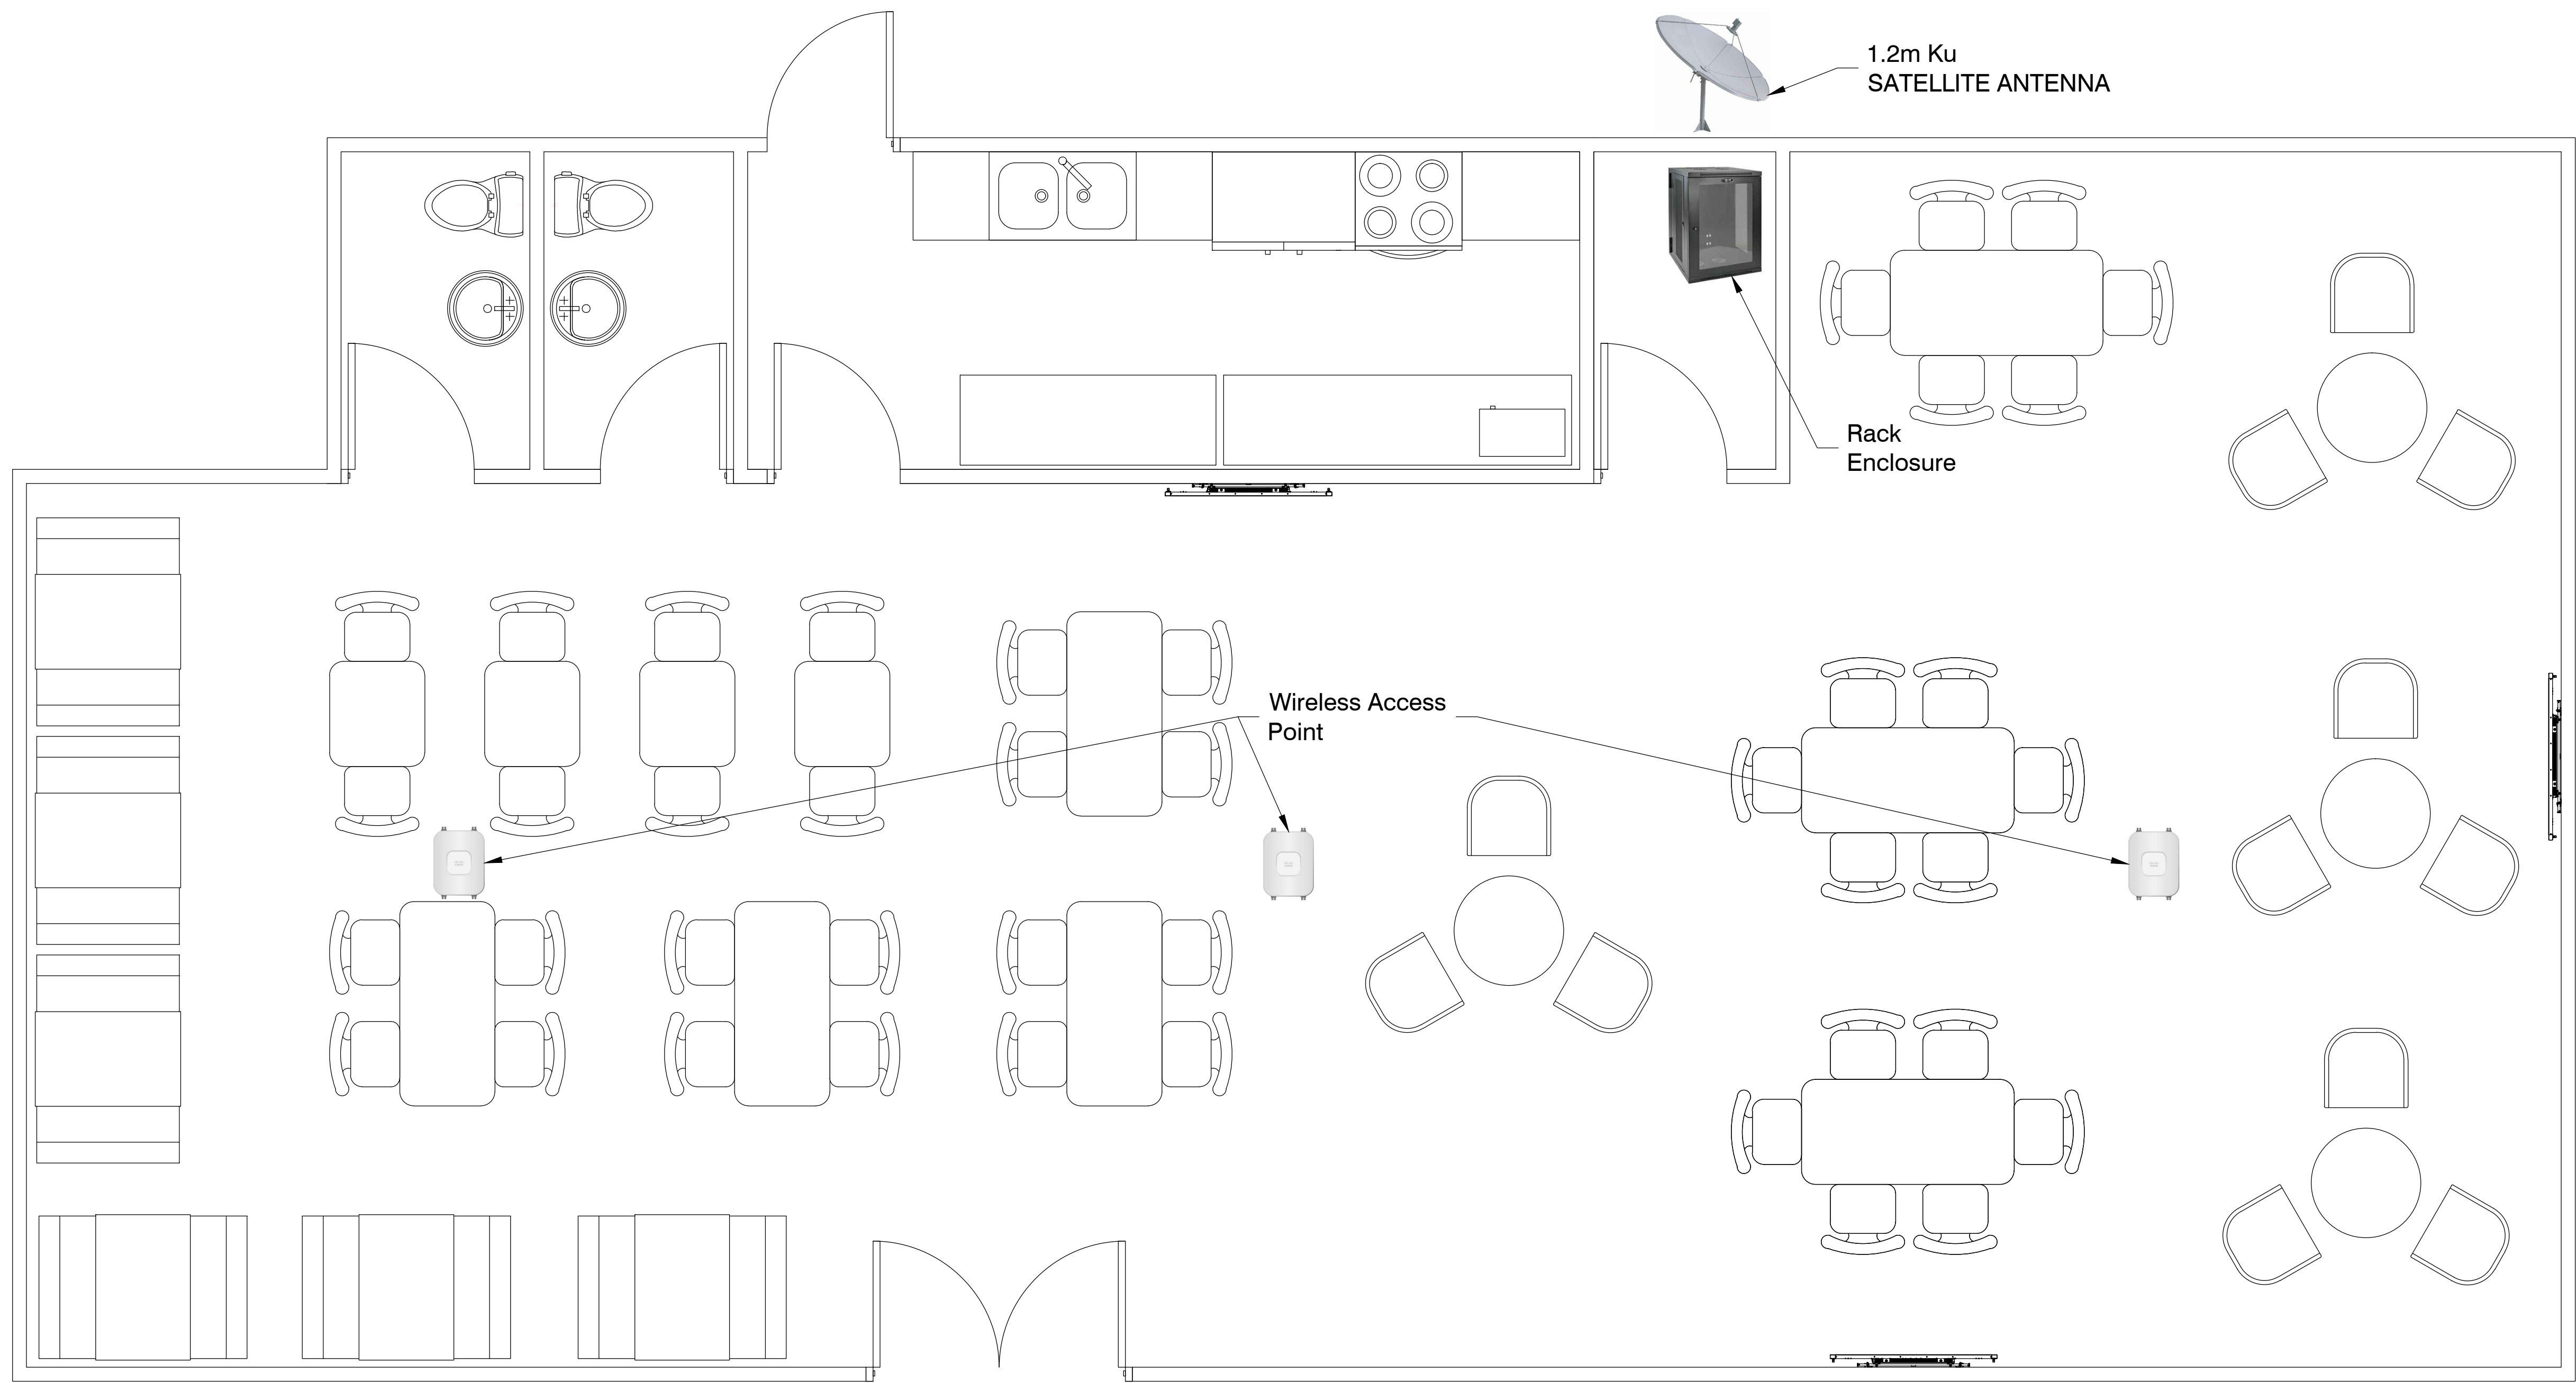 1.2m Ku
SATELLITE ANTENNA
Rack
Enclosure
Wireless Access
Point